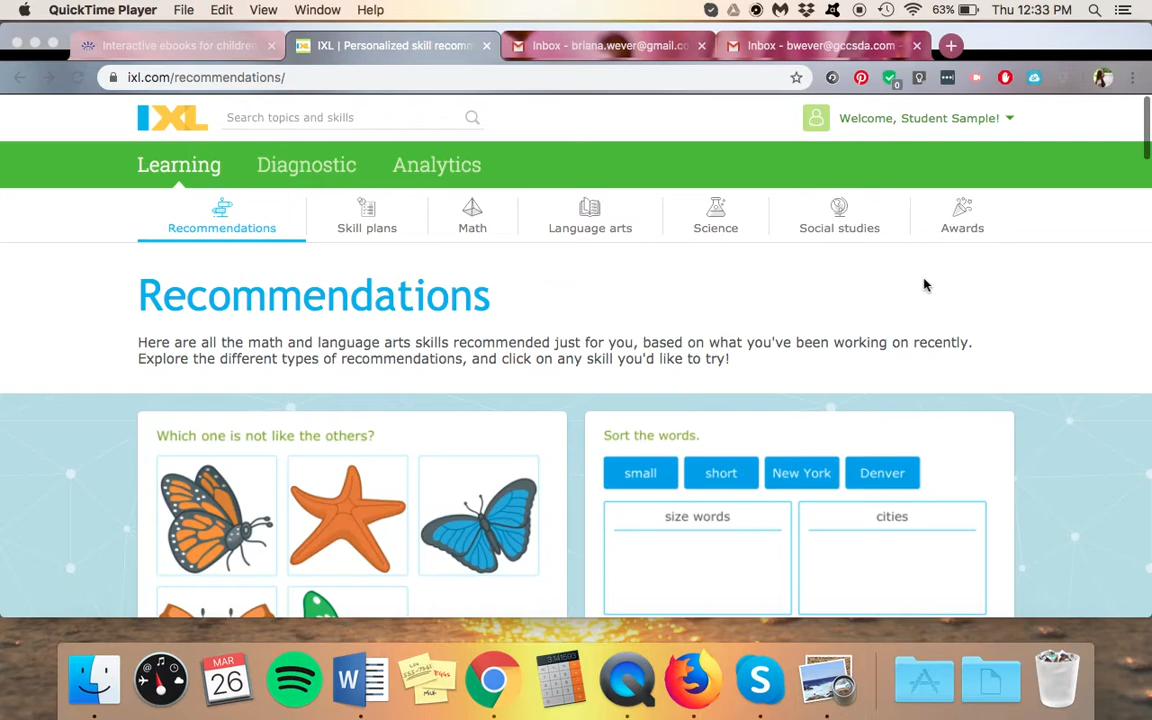 QuickTime Player File Edit View Window Help 63% Thu 12:33 PM
Interactive ebooks for children IXL | Personalized skill recomm Inbox - briana.wever@gmail.co Inbox - bwever@gccsda.com -
ixl.com/recommendations/
0
IXL Search topics and skills Welcome, Student Sample!
Learning Diagnostic Analytics
Recommendations Skill plans Math Language arts Science Social studies Awards
Recommendations
Here are all the math and language arts skills recommended just for you, based on what you've been working on recently.
Explore the different types of recommendations, and click on any skill you'd like to try!
Which one is not like the others?
Sort the words.
small short New York Denver
size words cities
MAR
26
W
S